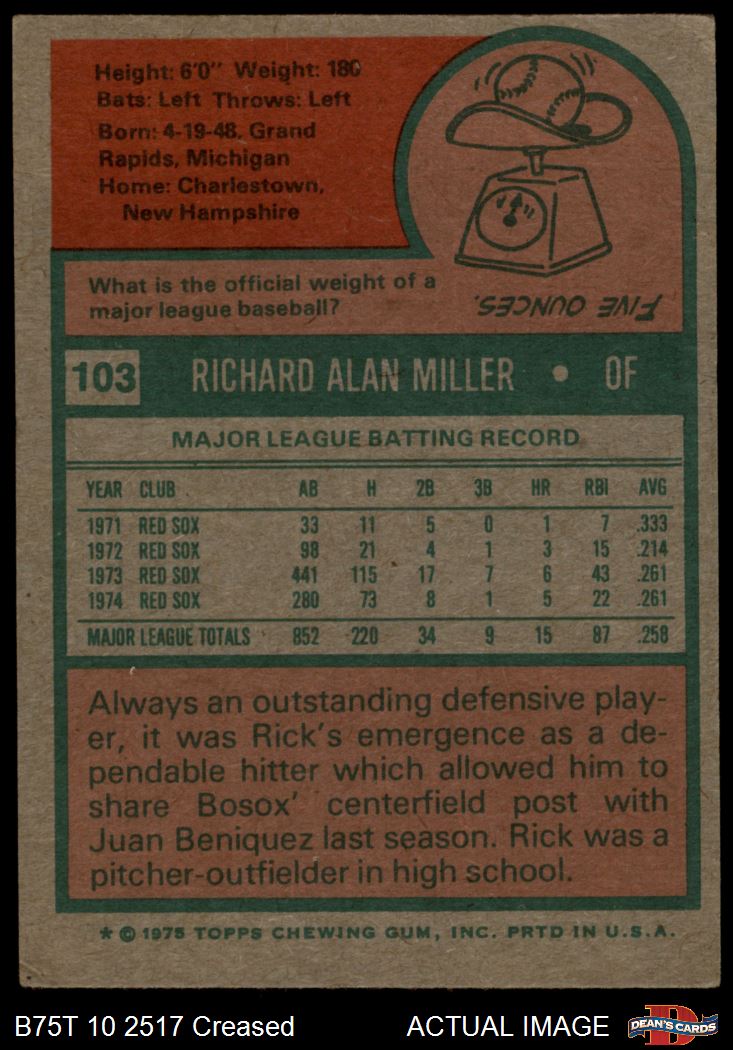 Height: 6'0" Weight: 180
Bats: Left Throws: Left
Born: 4-19-48, Grand
Rapids, Michigan
Home: Charlestown,
New Hampshire
What is the official weight of a
major league baseball?
FIVE OUNCES.
103 RICHARD ALAN MILLER • OF
MAJOR LEAGUE BATTING RECORD
YEAR CLUB AB H 2B 3B HR RBI AVG
1971 RED SOX 33 11 5 0 1 7 .333
1972 RED SOX 98 21 4 1 3 15 .214
1973 RED SOX 441 115 17 7 6 43 .261
1974 RED SOX 280 73 8 1 5 22 .261
MAJOR LEAGUE TOTALS 852 220 34 9 15 87 .258
Always an outstanding defensive play-
er, it was Rick's emergence as a de-
pendable hitter which allowed him to
share Bosox' centerfield post with
Juan Beniquez last season. Rick was a
pitcher-outfielder in high school.
* © 1975 TOPPS CHEWING GUM, INC. PRTD IN U.S.A.
B75T 10 2517 Creased ACTUAL IMAGE D DEAN'S CARDS